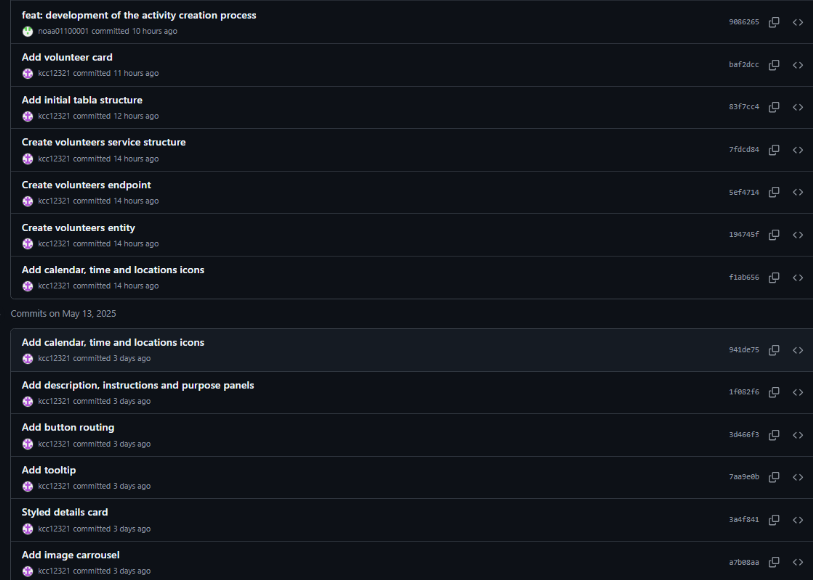 feat: development of the activity creation process
noaa01100001 committed 10 hours ago
9086265
Add volunteer card
kcc12321 committed 11 hours ago
baf2dcc
Add initial tabla structure
kcc12321 committed 12 hours ago
83f7cc4
Create volunteers service structure
kcc12321 committed 14 hours ago
7fdcd84
Create volunteers endpoint
kcc12321 committed 14 hours ago
5ef4714
Create volunteers entity
kcc12321 committed 14 hours ago
194745f
Add calendar, time and locations icons
kcc12321 committed 14 hours ago
f1ab656
Commits on May 13, 2025
Add calendar, time and locations icons
kcc12321 committed 3 days ago
941de75
Add description, instructions and purpose panels
kcc12321 committed 3 days ago
1f082f6
Add button routing
kcc12321 committed 3 days ago
3d466f3
Add tooltip
kcc12321 committed 3 days ago
7aa9e0b
Styled details card
kcc12321 committed 3 days ago
3a4f841
Add image carrousel
kcc12321 committed 3 days ago
a7b08aa